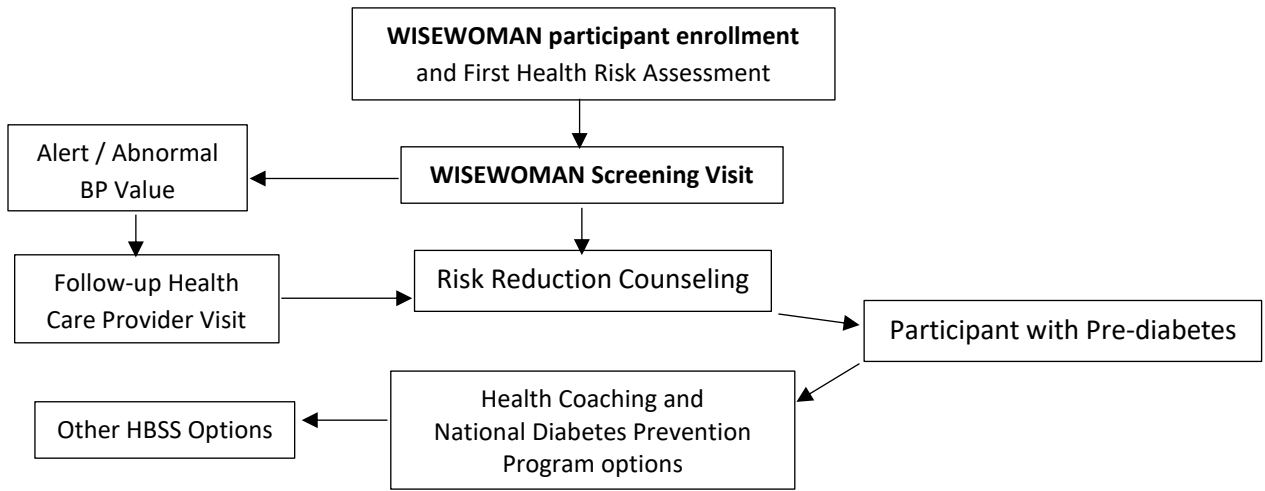 WISEWOMAN participant enrollment
and First Health Risk Assessment
Alert / Abnormal
BP Value
WISEWOMAN Screening Visit
Follow-up Health
Care Provider Visit
Risk Reduction Counseling
Participant with Pre-diabetes
Health Coaching and
National Diabetes Prevention
Program options
Other HBSS Options